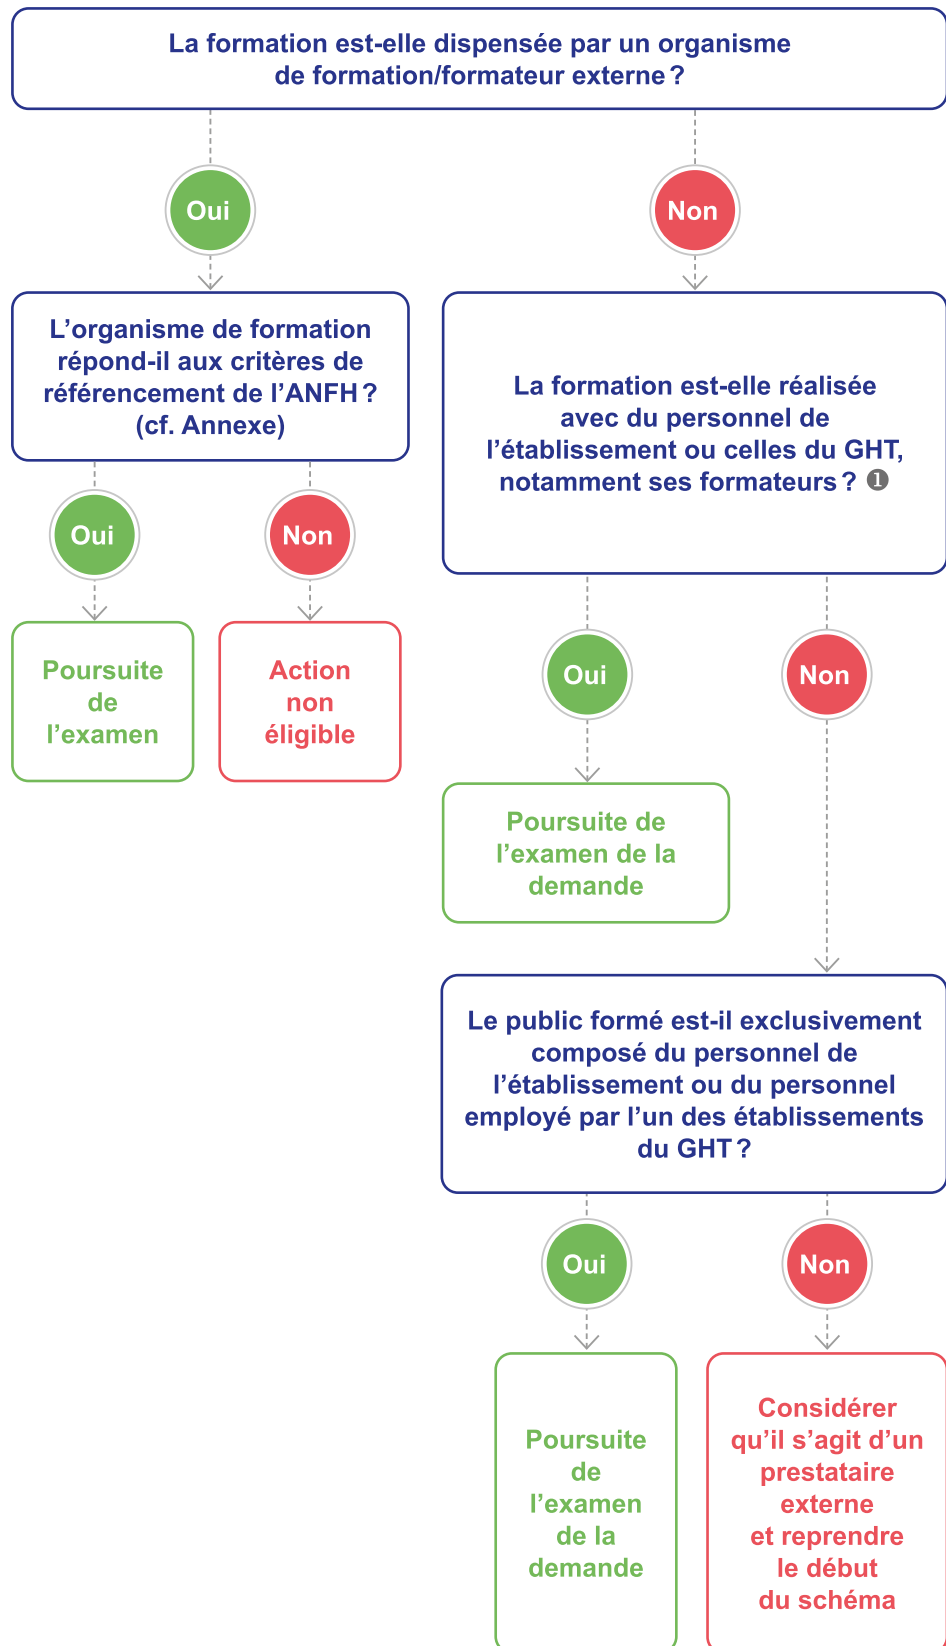 La formation est-elle dispensée par un organisme
de formation/formateur externe ?
Oui
Non
L’organisme de formation
répond-il aux critères de
référencement de l’ANFH ?
(cf. Annexe)
La formation est-elle réalisée
avec du personnel de
l’établissement ou celles du GHT,
notamment ses formateurs ? ❶
Oui
Non
Poursuite
de
l’examen
Action
non
éligible
Oui
Non
Poursuite de
l’examen de la
demande
Le public formé est-il exclusivement
composé du personnel de
l’établissement ou du personnel
employé par l’un des établissements
du GHT ?
Oui
Non
Poursuite
de
l’examen
de la
demande
Considérer
qu’il s’agit d’un
prestataire
externe
et reprendre
le début
du schéma